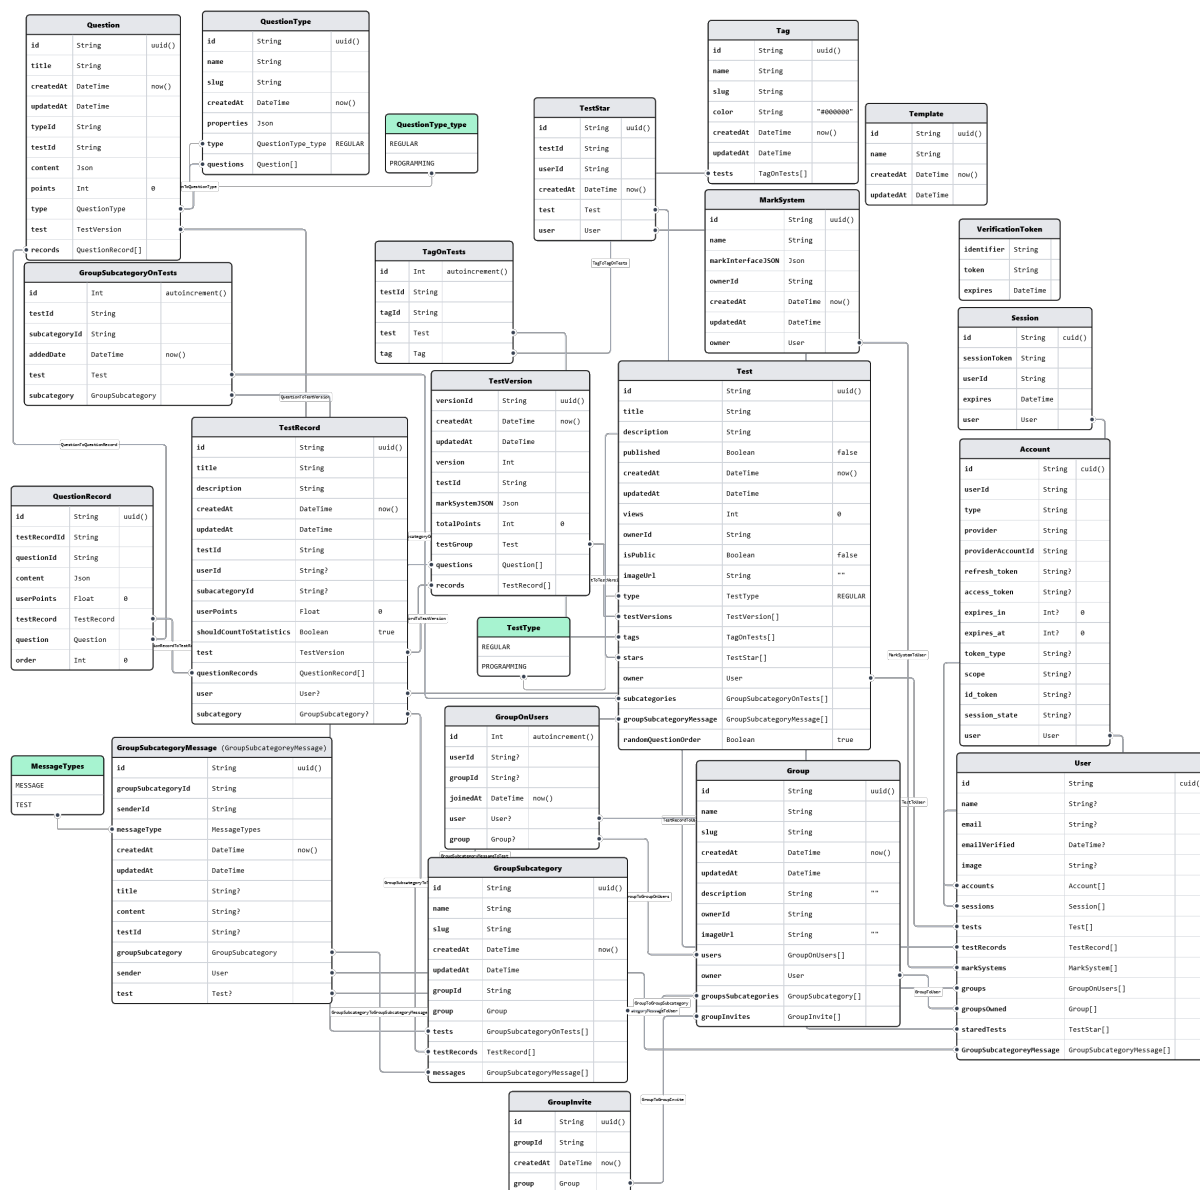 Question
id String uuid()
title String
createdAt DateTime now()
updatedAt DateTime
typeId String
testId String
content Json
points Int 0
type QuestionType
test TestVersion
records QuestionRecord[]
QuestionType
id String uuid()
name String
slug String
createdAt DateTime now()
properties Json
type QuestionType_type REGULAR
questions Question[]
QuestionType_type
REGULAR
PROGRAMMING
TestStar
id String uuid()
testId String
userId String
createdAt DateTime now()
test Test
user User
Tag
id String uuid()
name String
slug String
color String "#000000"
createdAt DateTime now()
updatedAt DateTime
tests TagOnTests[]
Template
id String uuid()
name String
createdAt DateTime now()
updatedAt DateTime
MarkSystem
id String uuid()
name String
markInterfaceJSON Json
ownerId String
createdAt DateTime now()
updatedAt DateTime
owner User
VerificationToken
identifier String
token String
expires DateTime
TagOnTests
id Int autoincrement()
testId String
tagId String
test Test
tag Tag
TagToTagOnTests
GroupSubcategoryOnTests
id Int autoincrement()
testId String
subcategoryId String
addedDate DateTime now()
test Test
subcategory GroupSubcategory
QuestionToTestVersion
QuestionToQuestionRecord
Session
id String cuid()
sessionToken String
userId String
expires DateTime
user User
TestVersion
versionId String uuid()
createdAt DateTime now()
updatedAt DateTime
version Int
testId String
markSystemJSON Json
totalPoints Int 0
testGroup Test
questions Question[]
records TestRecord[]
Test
id String uuid()
title String
description String
published Boolean false
createdAt DateTime now()
updatedAt DateTime
views Int 0
ownerId String
isPublic Boolean false
imageUrl String ""
type TestType REGULAR
testVersions TestVersion[]
tags TagOnTests[]
stars TestStar[]
owner User
subcategories GroupSubcategoryOnTests[]
groupSubcategoryMessage GroupSubcategoryMessage[]
randomQuestionOrder Boolean true
TestRecord
id String uuid()
title String
description String
createdAt DateTime now()
updatedAt DateTime
testId String
userId String?
subacategoryId String?
userPoints Float 0
shouldCountToStatistics Boolean true
test TestVersion
questionRecords QuestionRecord[]
user User?
subcategory GroupSubcategory?
QuestionRecord
id String uuid()
testRecordId String
questionId String
content Json
userPoints Float 0
testRecord TestRecord
question Question
order Int 0
Account
id String cuid()
userId String
type String
provider String
providerAccountId String
refresh_token String?
access_token String?
expires_in Int? 0
expires_at Int? 0
token_type String?
scope String?
id_token String?
session_state String?
user User
TestType
REGULAR
PROGRAMMING
MarkSystemToUser
GroupOnUsers
id Int autoincrement()
userId String?
groupId String?
joinedAt DateTime now()
user User?
group Group?
MessageTypes
MESSAGE
TEST
GroupSubcategoryMessage (GroupSubcategoreyMessage)
id String uuid()
groupSubcategoryId String
senderId String
messageType MessageTypes
createdAt DateTime now()
updatedAt DateTime
title String?
content String?
testId String?
groupSubcategory GroupSubcategory
sender User
test Test?
Group
id String uuid()
name String
slug String
createdAt DateTime now()
updatedAt DateTime
description String ""
ownerId String
imageUrl String ""
users GroupOnUsers[]
owner User
groupsSubcategories GroupSubcategory[]
groupInvites GroupInvite[]
TestToUser
User
id String
name String?
email String?
emailVerified DateTime?
image String?
accounts Account[]
sessions Session[]
tests Test[]
testRecords TestRecord[]
markSystems MarkSystem[]
groups GroupOnUsers[]
groupsOwned Group[]
staredTests TestStar[]
GroupSubcategoreyMessage GroupSubcategoryMessage[]
GroupSubcategoryMessageToTest
GroupSubcategory
id String uuid()
name String
slug String
createdAt DateTime now()
updatedAt DateTime
groupId String
group Group
tests GroupSubcategoryOnTests[]
testRecords TestRecord[]
messages GroupSubcategoryMessage[]
GroupToUser
GroupToGroupSubcategory
GroupSubcategoryToGroupSubcategoryMessage
GroupToGroupInvite
GroupInvite
id String uuid()
groupId String
createdAt DateTime now()
group Group